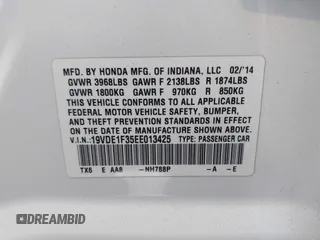 MFD. BY HONDA MFG. OF INDIANA, LLC 02/'14
GVWR 3968LBS GAWR F 2138LBS R 1874LBS
GVWR 1800KG GAWR F 970KG R 850KG
THIS VEHICLE CONFORMS TO ALL APPLICABLE
FEDERAL MOTOR VEHICLE SAFETY, BUMPER,
AND THEFT PREVENTION STANDARDS IN EFFECT
ON THE DATE OF MANUFACTURE SHOWN ABOVE.
V.I.N.: 19VDE1F35EE013425 TYPE: PASSENGER CAR
TX6 E AA8 -NH788P -A -E
AUTOBIDMASTER